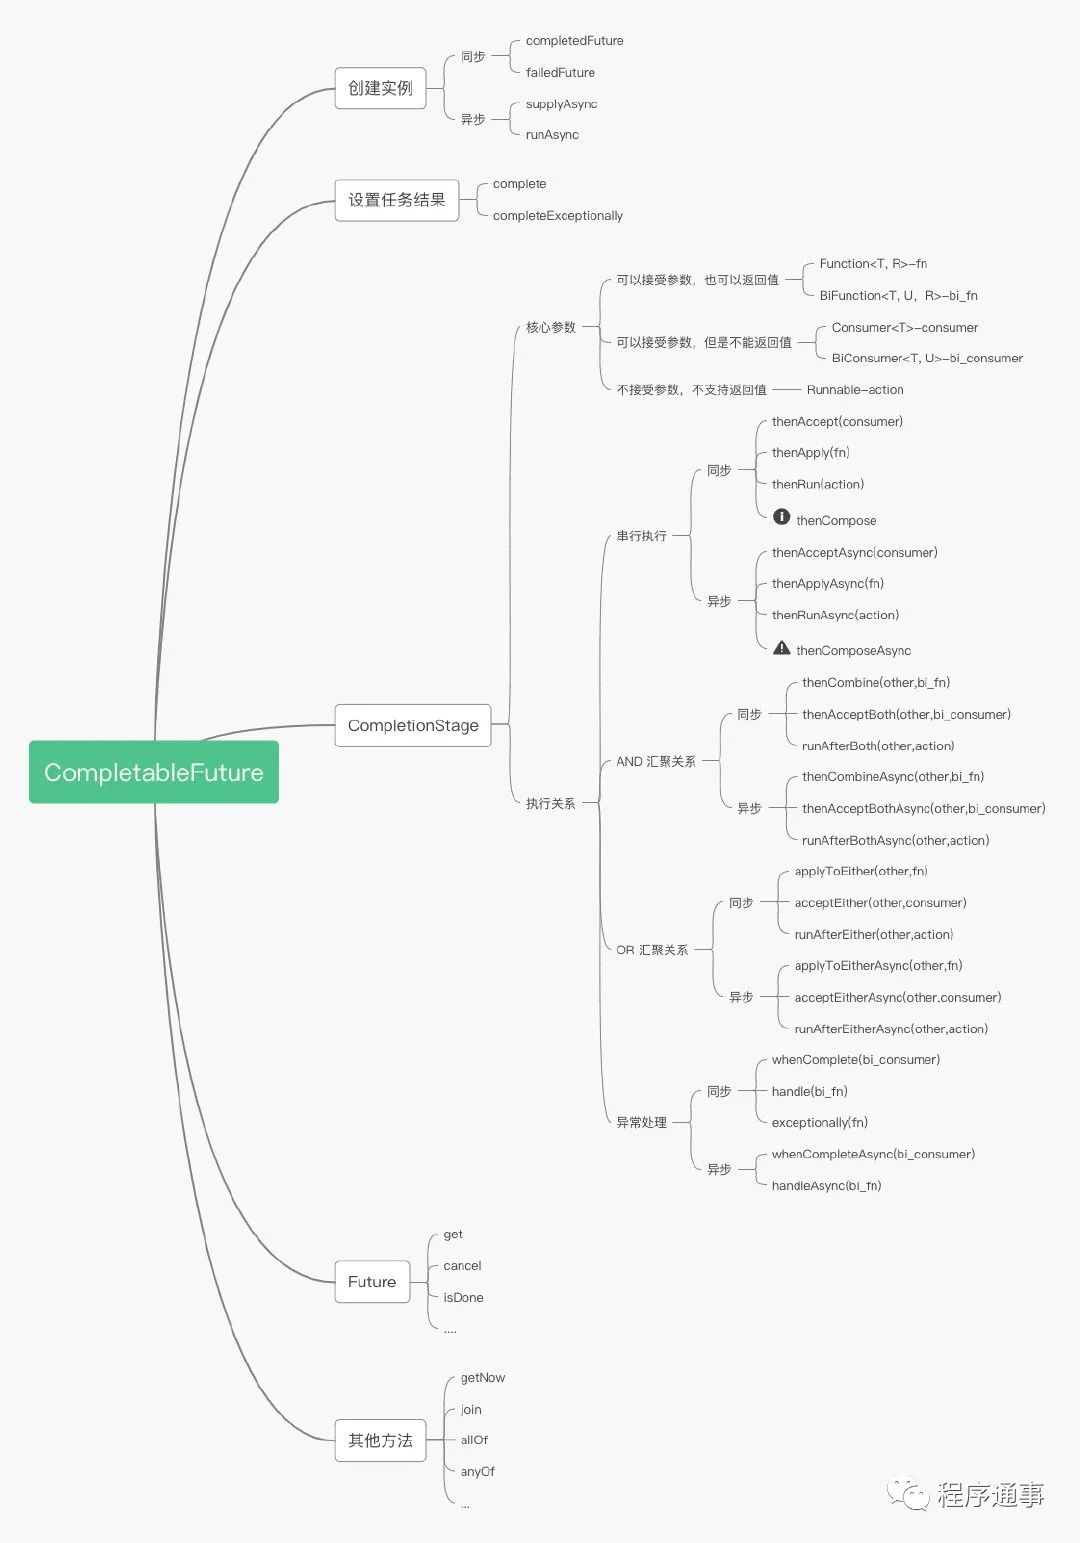 completedFuture
同步
failedFuture
创建实例
supplyAsync
异步
runAsync
complete
设置任务结果
completeExceptionally
Function<T, R>-fn
可以接受参数，也可以返回值
BiFunction<T, U, R>-bi_fn
核心参数
Consumer<T>-consumer
可以接受参数，但是不能返回值
BiConsumer<T, U>-bi_consumer
不接受参数，不支持返回值
Runnable-action
thenAccept(consumer)
thenApply(fn)
同步
thenRun(action)
thenCompose
串行执行
thenAcceptAsync(consumer)
thenApplyAsync(fn)
异步
thenRunAsync(action)
thenComposeAsync
thenCombine(other,bi_fn)
同步
thenAcceptBoth(other,bi_consumer)
runAfterBoth(other,action)
CompletionStage
AND 汇聚关系
CompletableFuture
thenCombineAsync(other,bi_fn)
执行关系
异步
thenAcceptBothAsync(other,bi_consumer)
runAfterBothAsync(other,action)
applyToEither(other,fn)
同步
acceptEither(other,consumer)
runAfterEither(other,action)
OR 汇聚关系
applyToEitherAsync(other,fn)
异步
acceptEitherAsync(other,consumer)
runAfterEitherAsync(other,action)
whenComplete(bi_consumer)
同步
handle(bi_fn)
exceptionally(fn)
异常处理
whenCompleteAsync(bi_consumer)
异步
handleAsync(bi_fn)
get
cancel
Future
isDone
....
getNow
join
其他方法
allOf
anyOf
...
程序通事